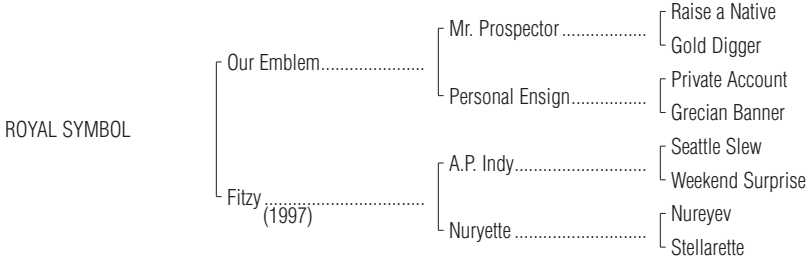 Raise a Native
Mr. Prospector..................
Gold Digger
Our Emblem......................
Private Account
Personal Ensign................
Grecian Banner
ROYAL SYMBOL
Seattle Slew
A.P. Indy............................
Weekend Surprise
Fitzy ..................................
(1997)
Nureyev
Nuryette ............................
Stellarette